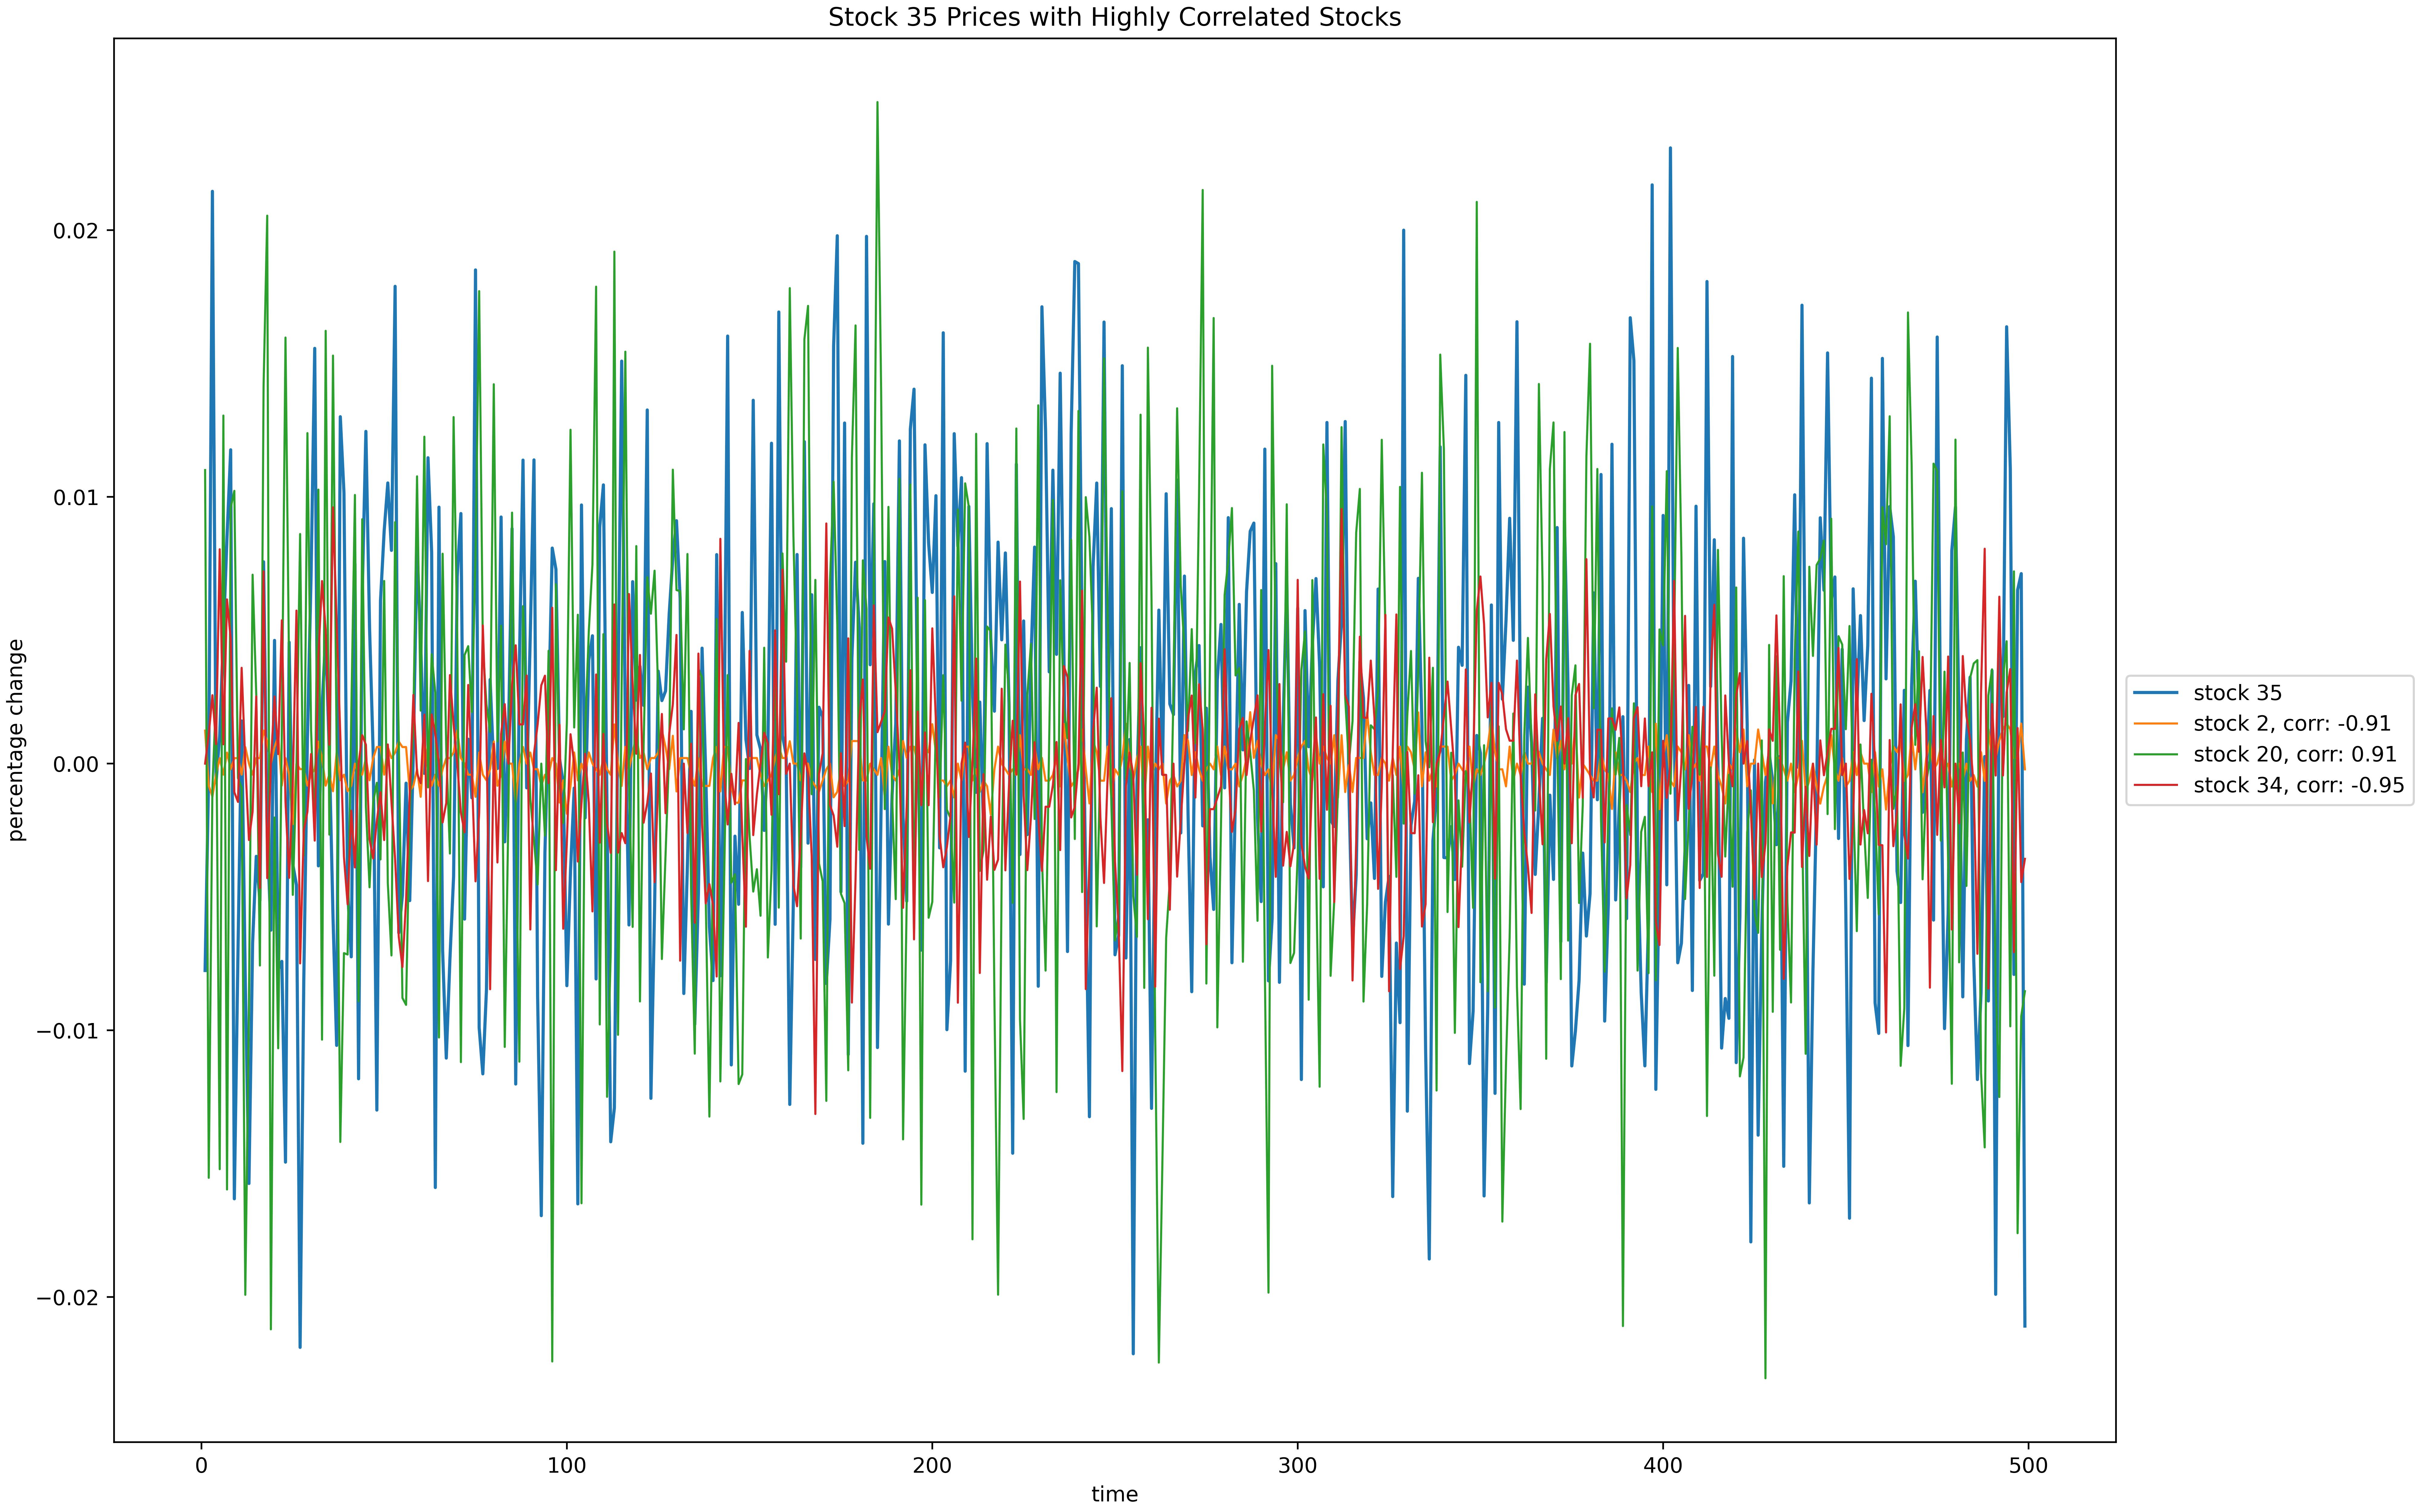 Stock 35 Prices with Highly Correlated Stocks
percentage change
0.02
0.01
0.00
−0.01
−0.02
0
100
200
300
400
500
time
stock 35
stock 2, corr: -0.91
stock 20, corr: 0.91
stock 34, corr: -0.95